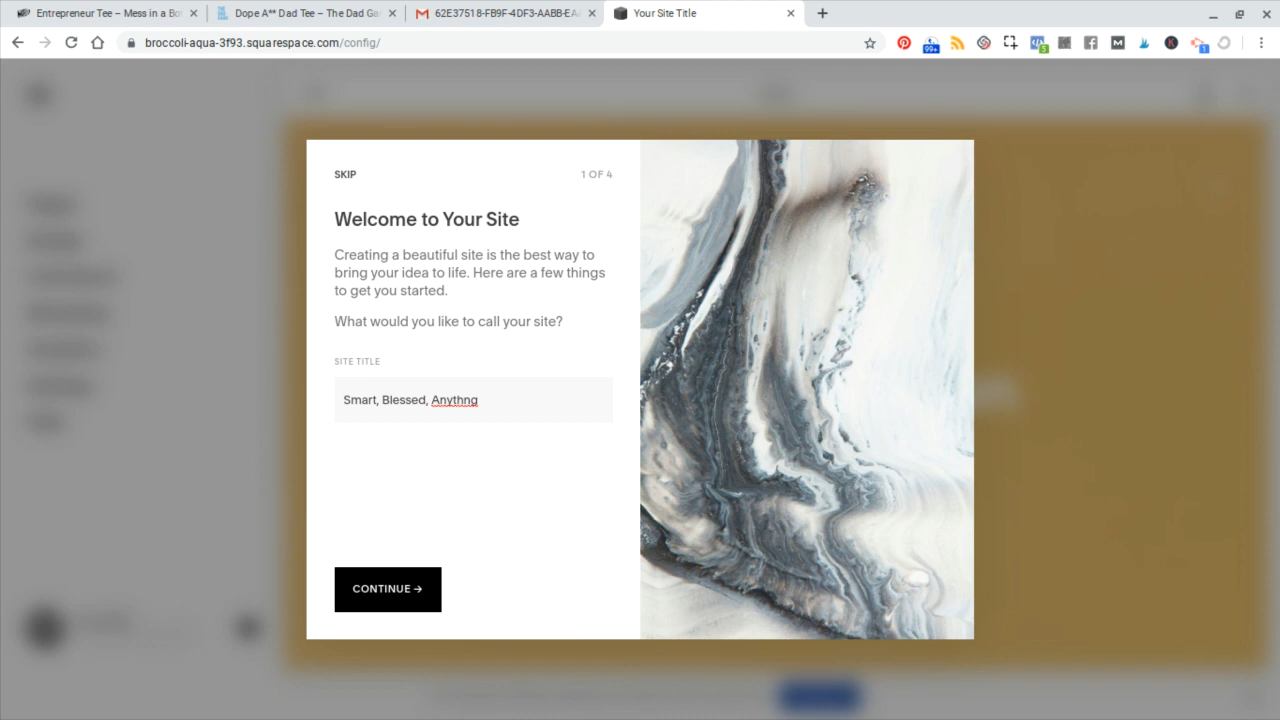 Entrepreneur Tee – Mess in a Bo
Dope A** Dad Tee – The Dad Ga
62E37518-FB9F-4DF3-AABB-EA
Your Site Title
broccoli-aqua-3f93.squarespace.com/config/
99+
5
1
SKIP
1 OF 4
Welcome to Your Site
Creating a beautiful site is the best way to
bring your idea to life. Here are a few things
to get you started.
What would you like to call your site?
SITE TITLE
Smart, Blessed, Anythng
CONTINUE →